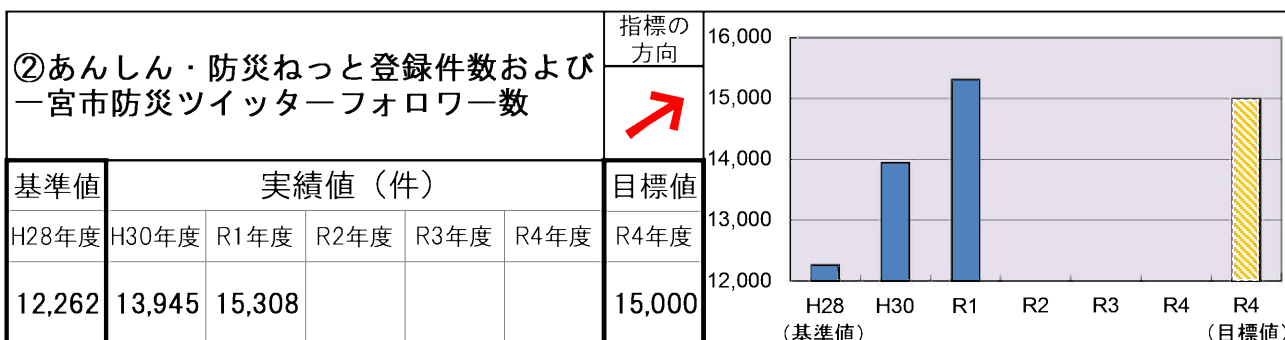 ②あんしん・防災ねっと登録件数および
一宮市防災ツイッターフォロワー数
指標の
方向
基準値
実績値（件）
目標値
H28年度 H30年度 R1年度 R2年度 R3年度 R4年度 R4年度
12,262 13,945 15,308 15,000
16,000
15,000
14,000
13,000
12,000
H28 H30 R1 R2 R3 R4 R4
(基準値) (目標値)